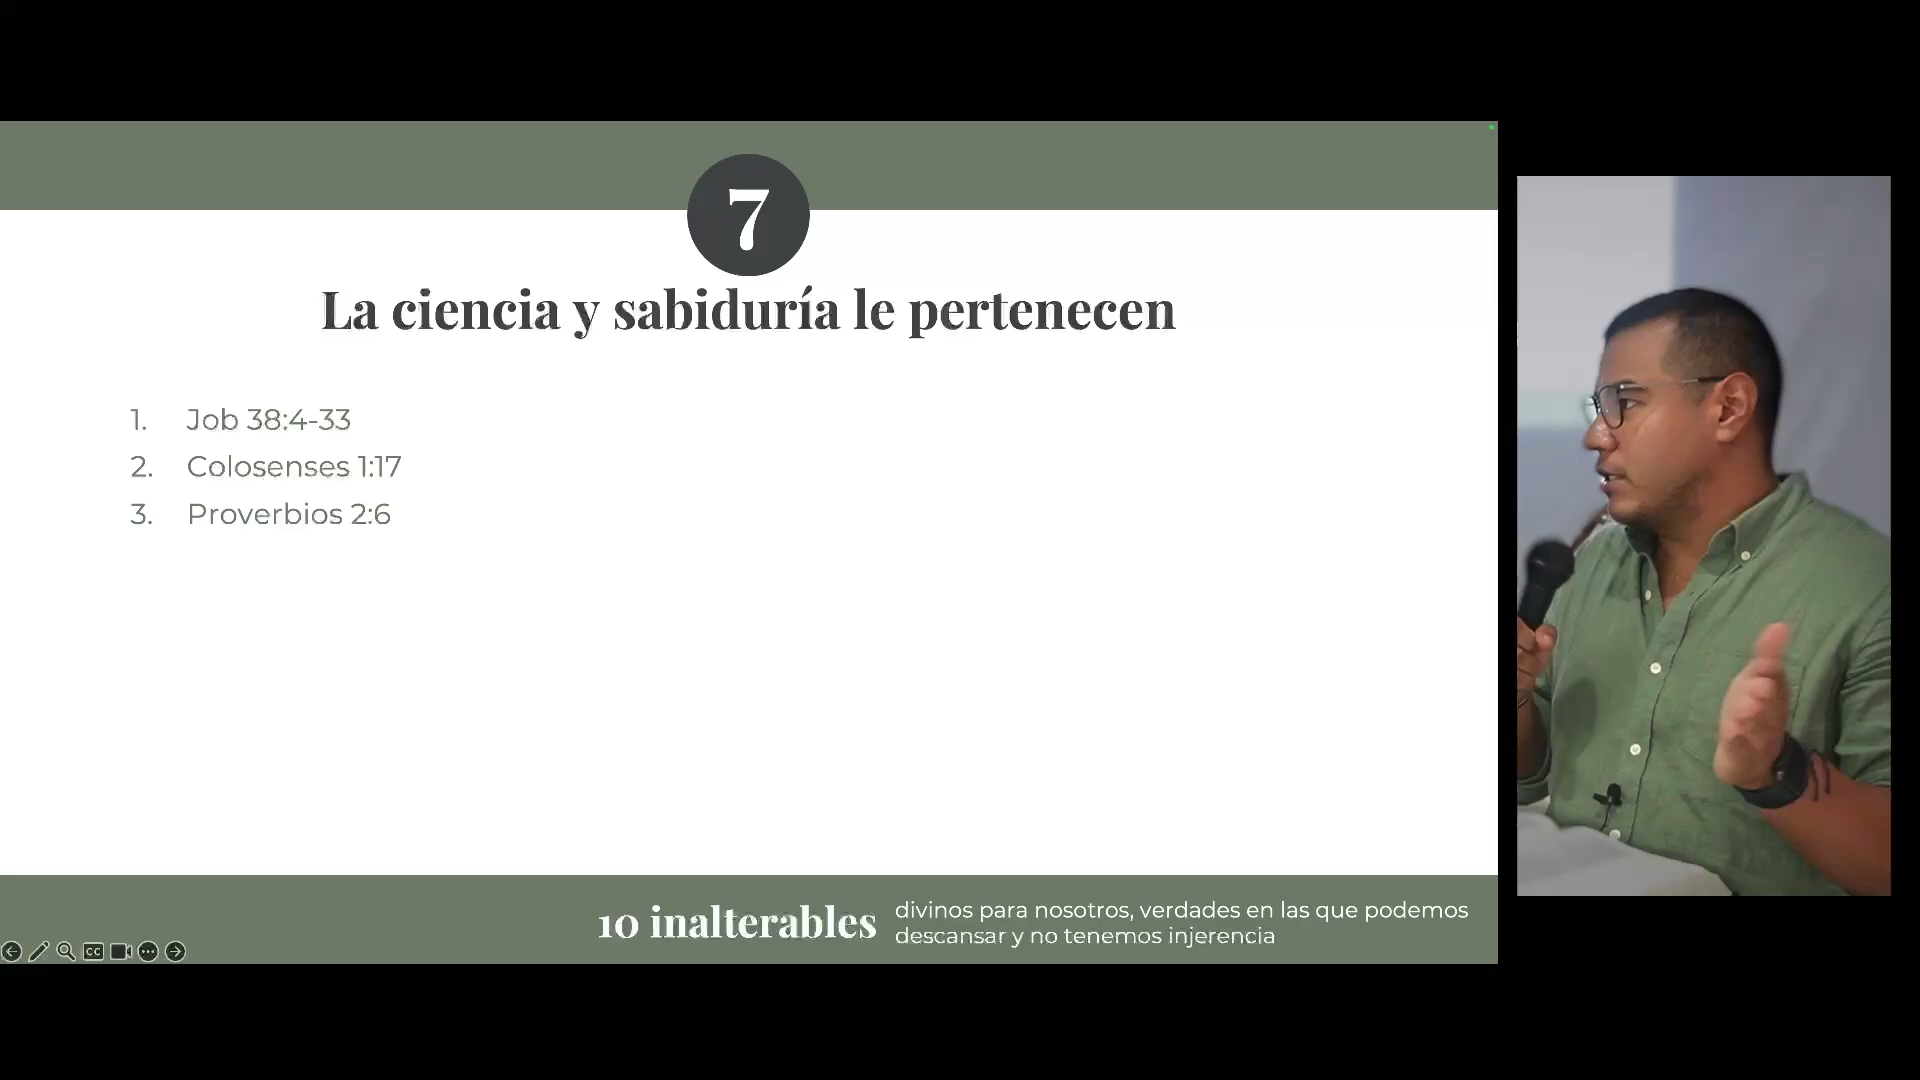 7
La ciencia y sabiduría le pertenecen
1. Job 38:4-33
2. Colosenses 1:17
3. Proverbios 2:6
10 inalterables
divinos para nosotros, verdades en las que podemos
descansar y no tenemos injerencia
CC